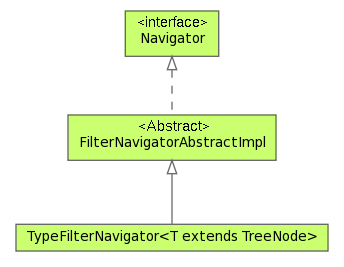 <interface>
Navigator
<Abstract>
FilterNavigatorAbstractImpl
TypeFilterNavigator<T extends TreeNode>